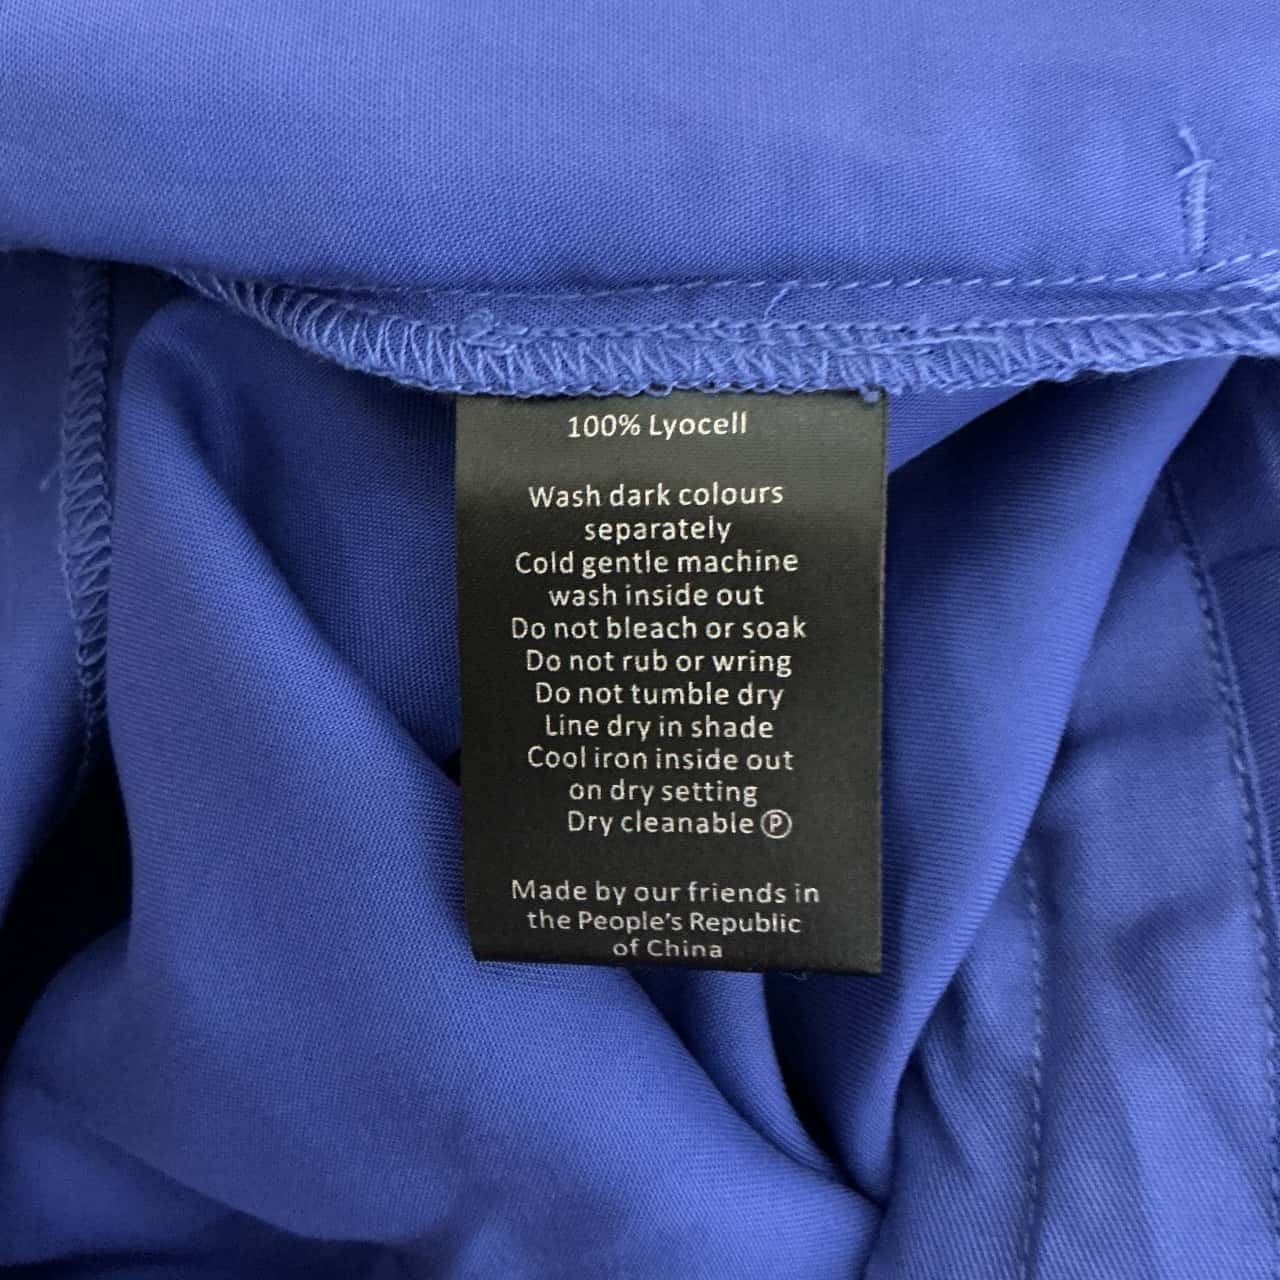 100% Lyocell
Wash dark colours
separately
Cold gentle machine
wash inside out
Do not bleach or soak
Do not rub or wring
Do not tumble dry
Line dry in shade
Cool iron inside out
on dry setting
Dry cleanable Ⓟ
Made by our friends in
the People's Republic
of China